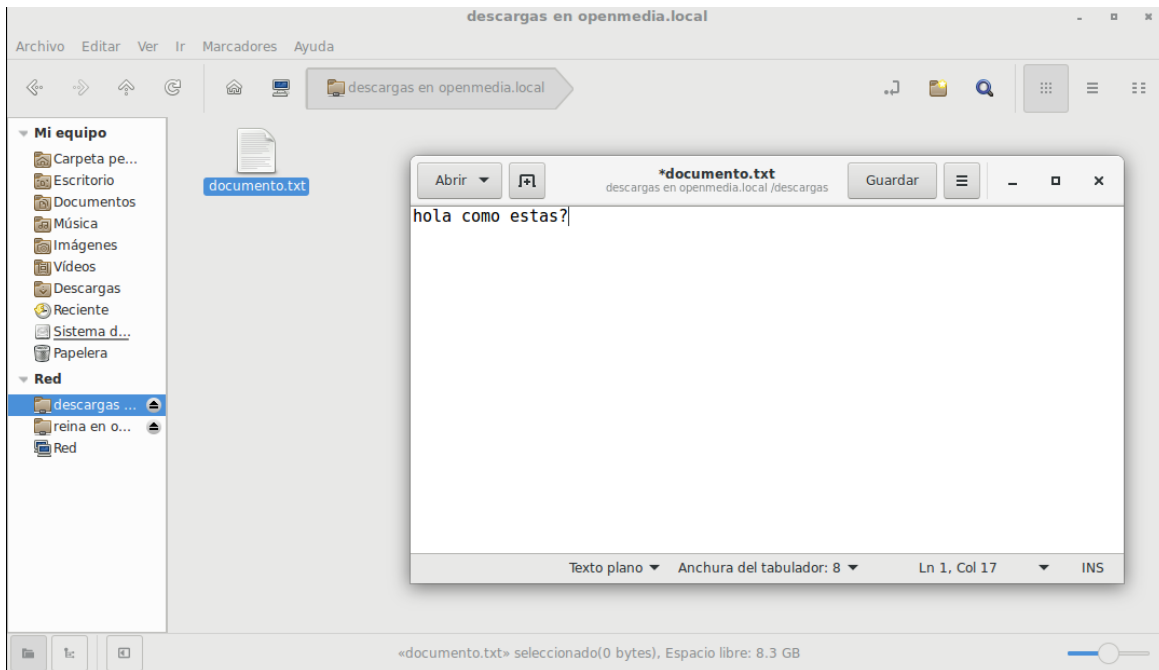 descargas en openmedia.local
Archivo Editar Ver Ir Marcadores Ayuda
descargas en openmedia.local
Mi equipo
Carpeta pe...
Escritorio
Documentos
Música
Imágenes
Vídeos
Descargas
Reciente
Sistema d...
Papelera
Red
descargas ...
reina en o...
Red
documento.txt
Abrir
*documento.txt
descargas en openmedia.local /descargas
Guardar
hola como estas?
Texto plano Anchura del tabulador: 8 Ln 1, Col 17 INS
«documento.txt» seleccionado(0 bytes), Espacio libre: 8.3 GB